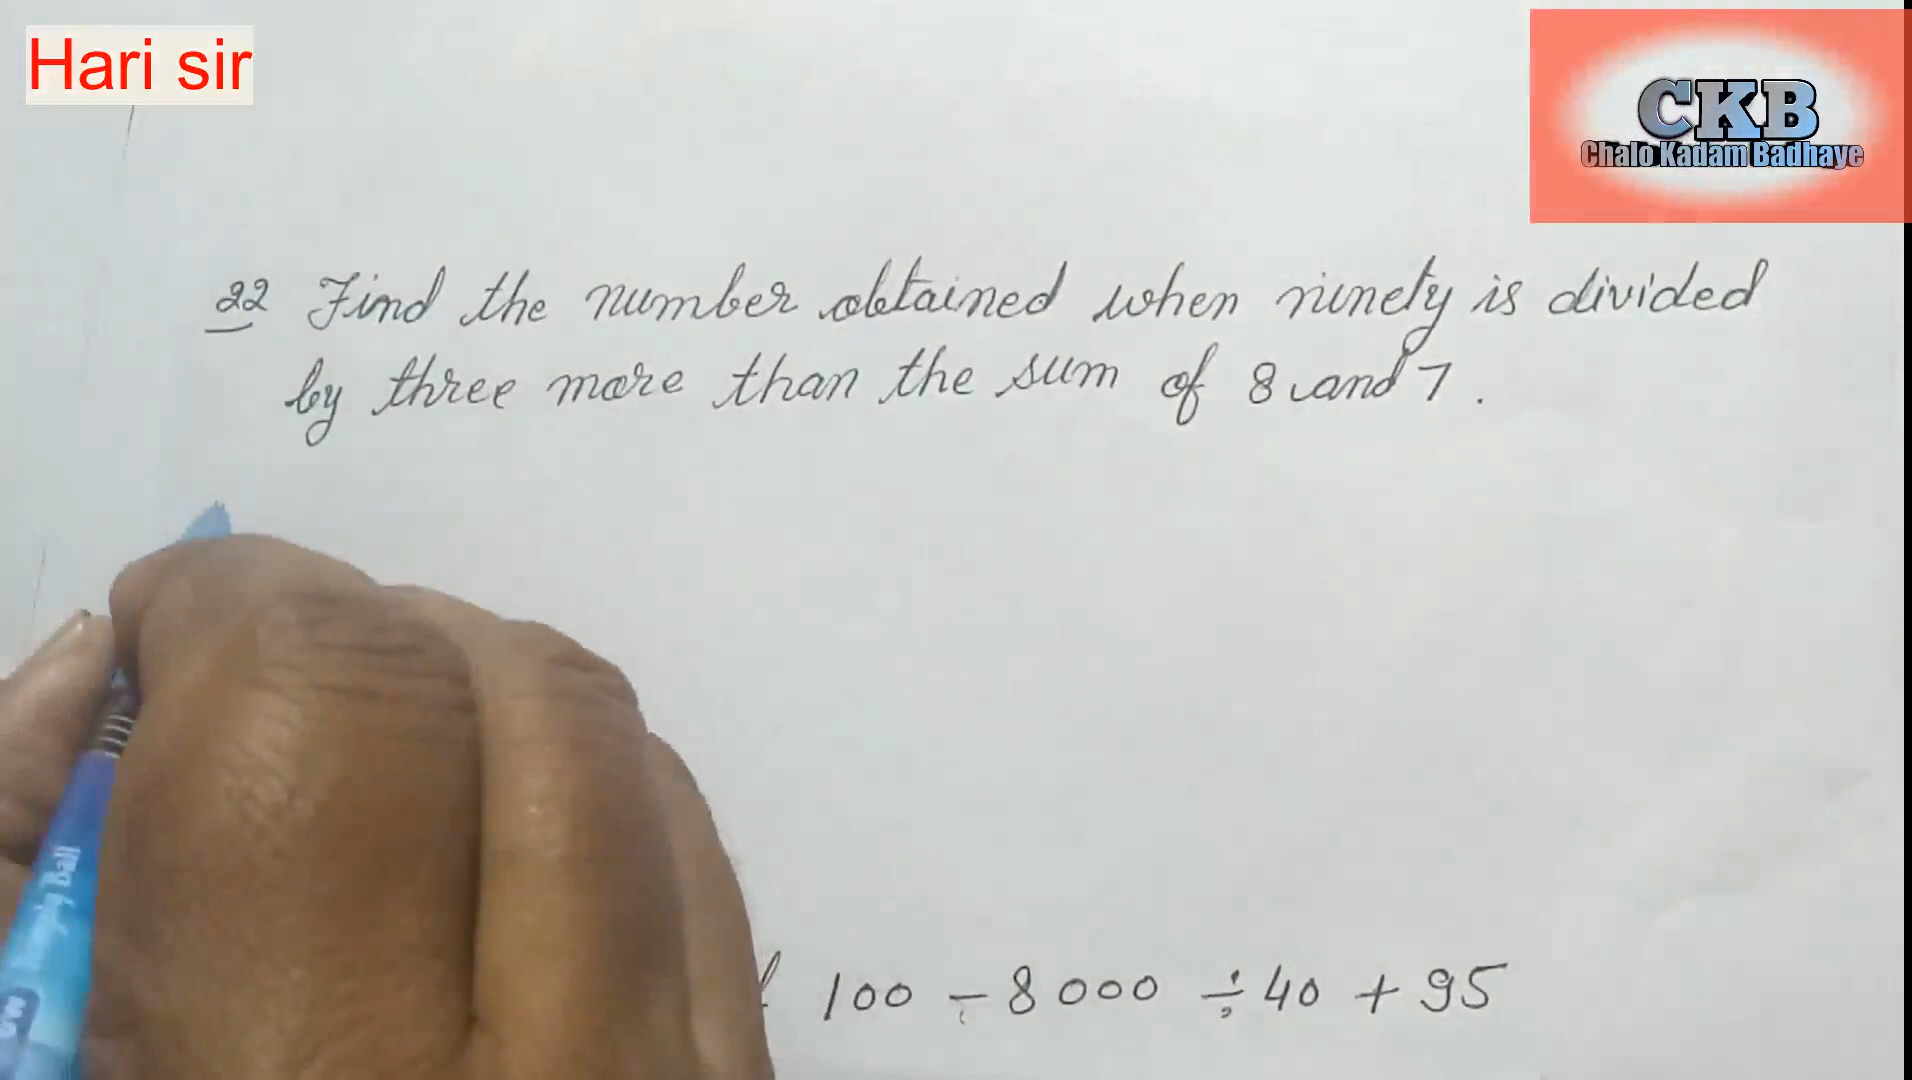 Hari sir
CKB
Chalo Kadam Badhaye
22 Find the number obtained when ninety is divided
by three more than the sum of 8 and 7.
100 - 8000 ÷ 40 + 95